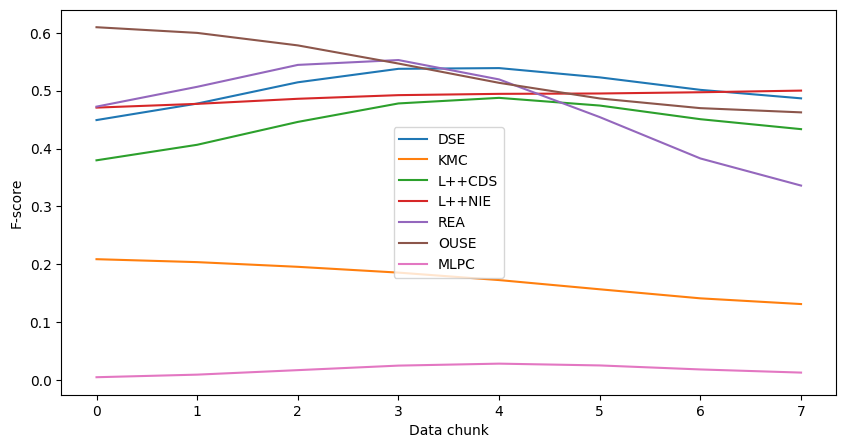 0.6
0.5
0.4
0.3
0.2
0.1
0.0
F-score
DSE
KMC
L++CDS
L++NIE
REA
OUSE
MLPC
0 1 2 3 4 5 6 7
Data chunk